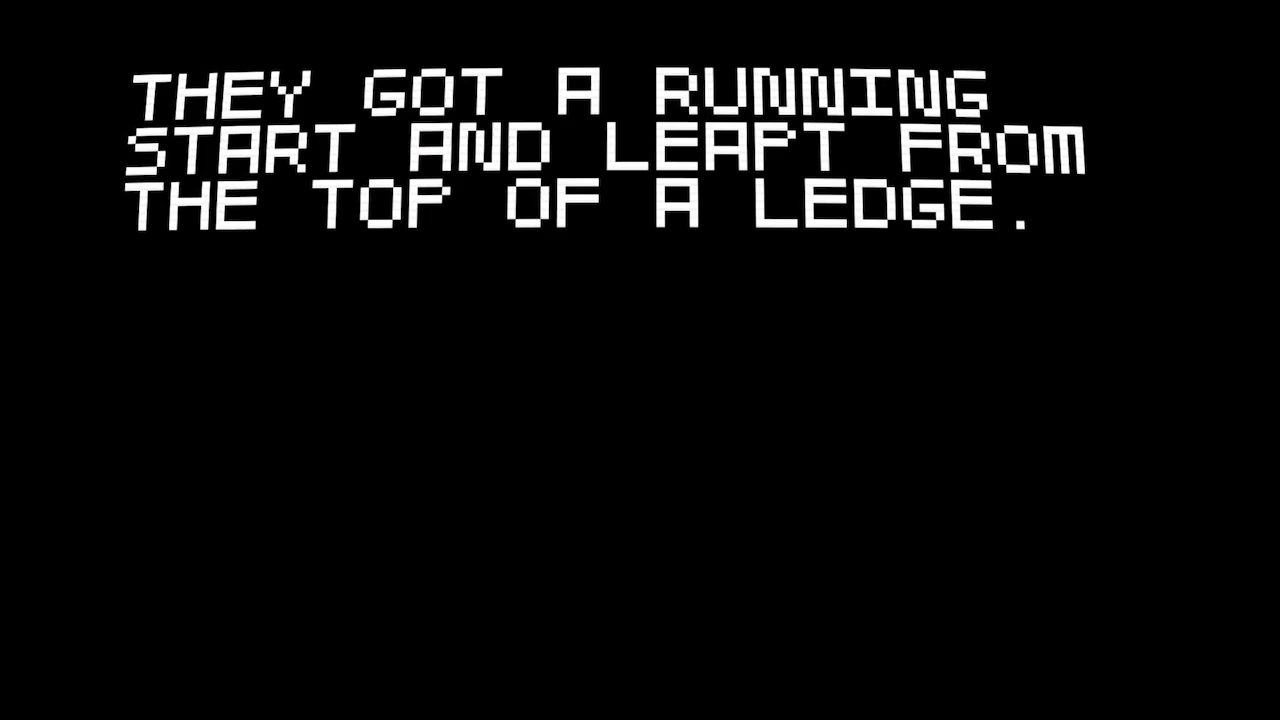 THEY GOT A RUNNING
START AND LEAPT FROM
THE TOP OF A LEDGE.